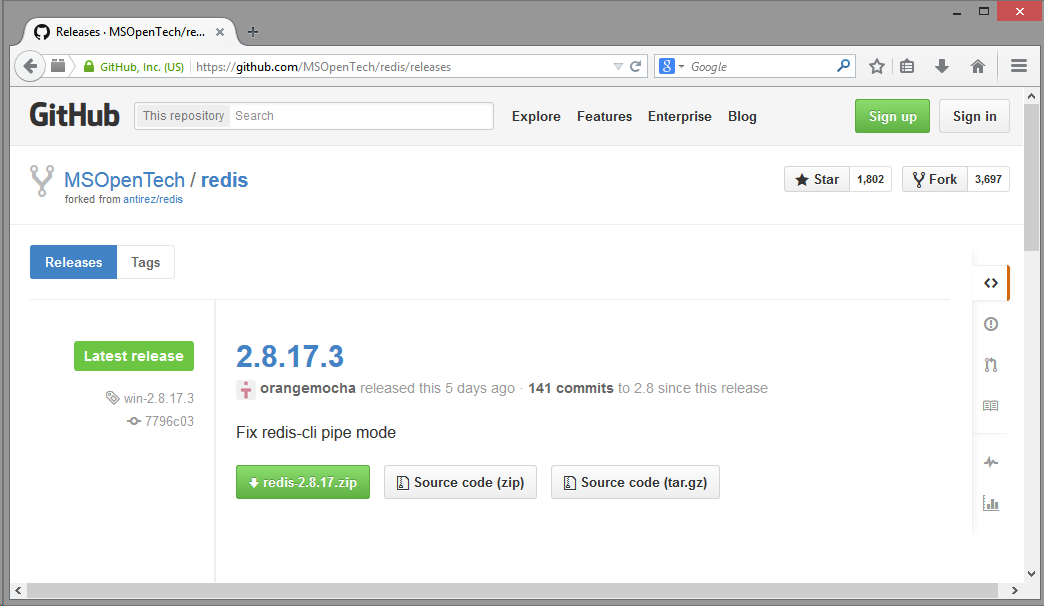 Releases · MSOpenTech/re...
GitHub, Inc. (US) https://github.com/MSOpenTech/redis/releases
8 Google
GitHub This repository Search Explore Features Enterprise Blog Sign up Sign in
MSOpenTech / redis Star 1,802 Fork 3,697
forked from antirez/redis
Releases Tags
Latest release 2.8.17.3
win-2.8.17.3 orangemocha released this 5 days ago · 141 commits to 2.8 since this release
7796c03
Fix redis-cli pipe mode
redis-2.8.17.zip Source code (zip) Source code (tar.gz)